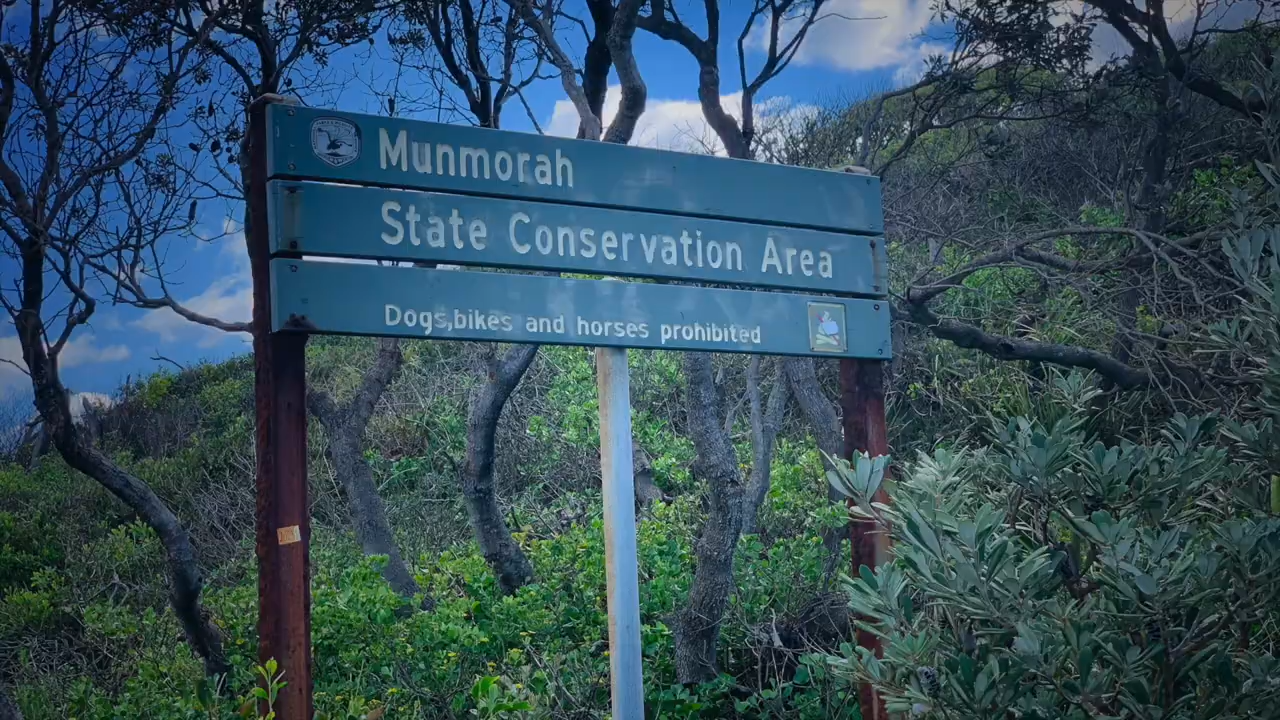 Munmorah
State Conservation Area
Dogs,bikes and horses prohibited